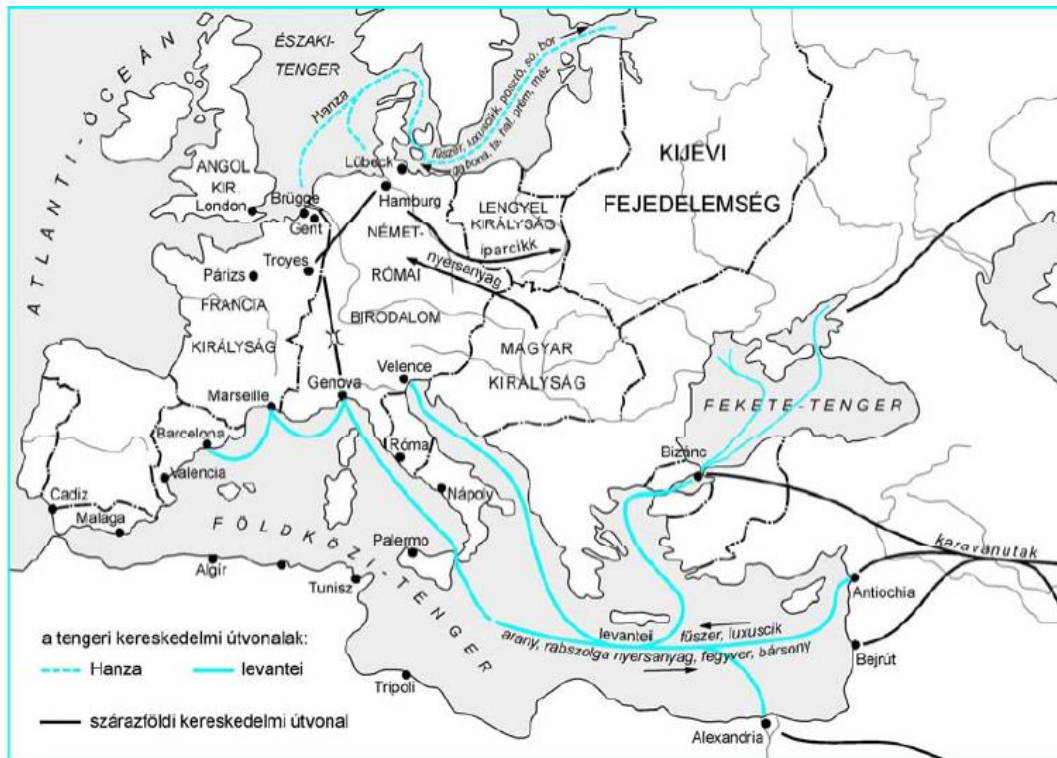 ATLANTI-ÓCEÁN
ÉSZAKI-
TENGER
Hanza
fűszer, luxuscikk, posztó, só, bor
gabona, fa, hal, prém, méz
KIJEVI
FEJEDELEMSÉG
ANGOL
KIR.
London
Lübeck
Hamburg
Brügge
Gent
LENGYEL
KIRÁLYSÁG
NÉMET-
RÓMAI
BIRODALOM
iparcikk
nyersanyag
Troyes
Párizs
FRANCIA
KIRÁLYSÁG
MAGYAR
KIRÁLYSÁG
Velence
Genova
Marseille
FEKETE-TENGER
Barcelona
Valencia
Róma
Nápoly
Bizánc
Cadiz
Malaga
FÖLDKÖZI-TENGER
Palermo
Algír
Tunisz
karavánutak
Antiochia
levantei
fűszer, luxuscik
arany, rabszolga nyersanyag, fegyver, bársony
Bejrút
Tripoli
Alexandria
a tengeri kereskedelmi útvonalak:
Hanza
levantei
szárazföldi kereskedelmi útvonal